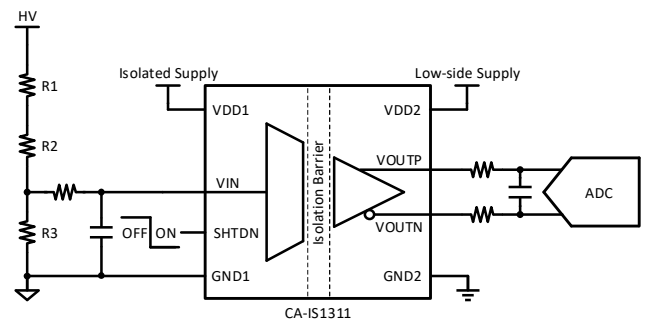 HV
R1
Isolated Supply
Low-side Supply
VDD1
VDD2
R2
Isolation Barrier
VOUTP
VIN
ADC
R3
OFF ON
SHTDN
VOUTN
GND1
GND2
CA-IS1311